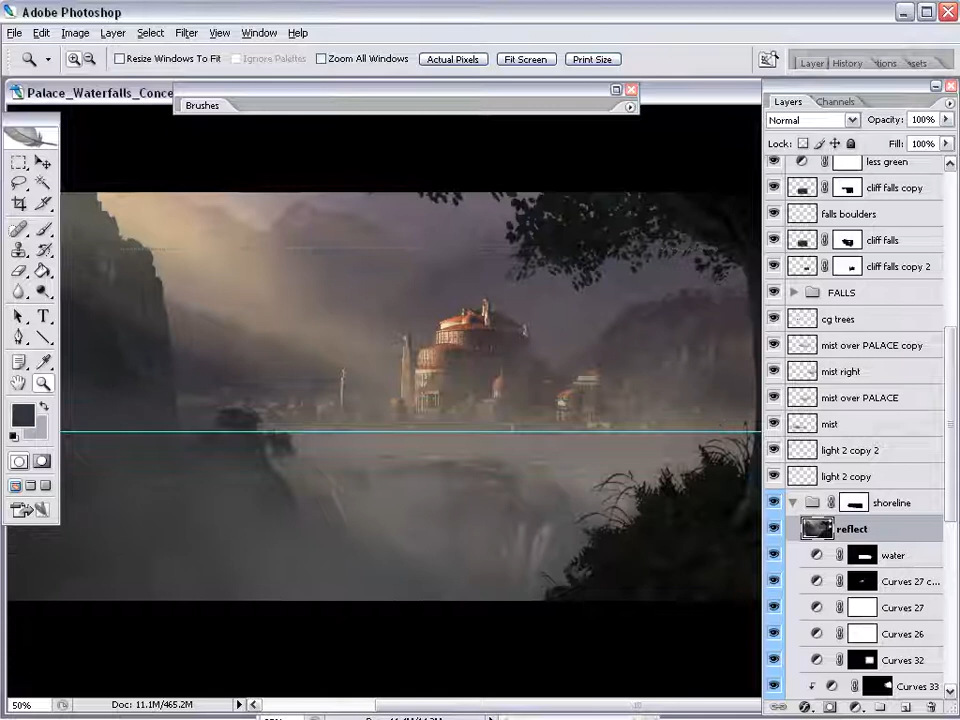 Adobe Photoshop
File Edit Image Layer Select Filter View Window Help
Resize Windows To Fit Ignore Palettes Zoom All Windows Actual Pixels Fit Screen Print Size
Layer History
Palace_Waterfalls_Conce
Brushes
Layers Channels
Normal Opacity: 100%
Lock: Fill: 100%
less green
cliff falls copy
falls boulders
cliff falls
cliff falls copy 2
FALLS
cg trees
mist over PALACE copy
mist right
mist over PALACE
mist
light 2 copy 2
light 2 copy
shoreline
reflect
water
Curves 27 c...
Curves 27
Curves 26
Curves 32
Curves 33
50% Doc: 11.1M/465.2M